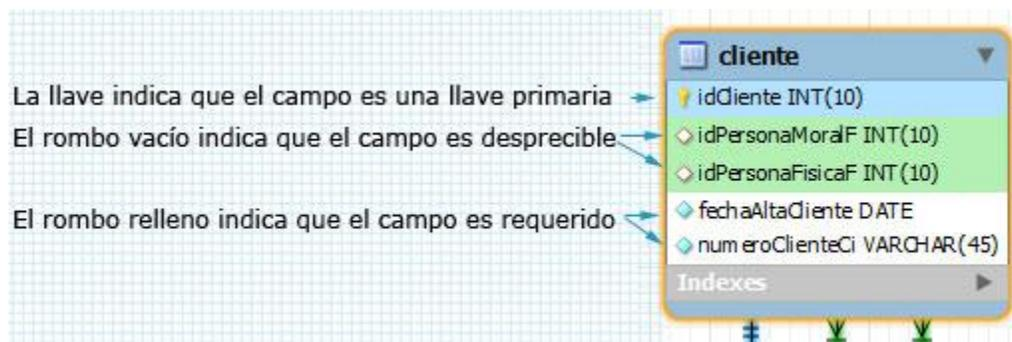 cliente
La llave indica que el campo es una llave primaria
idCliente INT(10)
El rombo vacío indica que el campo es despreciable
idPersonaMoralF INT(10)
idPersonaFisicaF INT(10)
El rombo relleno indica que el campo es requerido
fechaAltaCliente DATE
numeroClienteCi VARCHAR(45)
Indexes